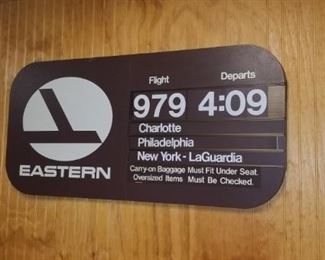 Flight Departs
979 4:09
Charlotte
Philadelphia
New York - LaGuardia
Carry-on Baggage Must Fit Under Seat.
Oversized Items Must Be Checked.
EASTERN